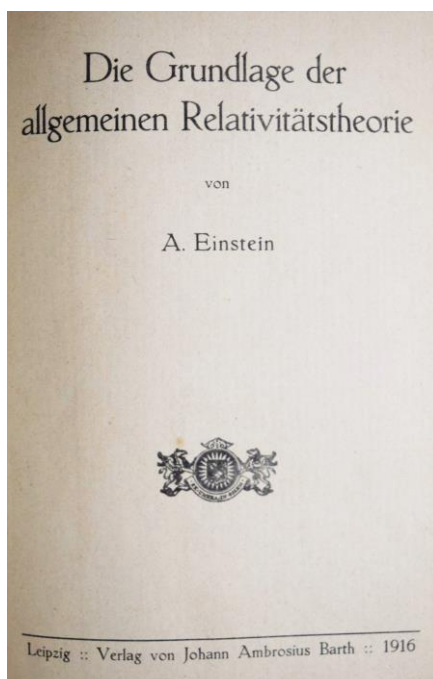 Die Grundlage der
allgemeinen Relativitätstheorie
von
A. Einstein
Leipzig :: Verlag von Johann Ambrosius Barth :: 1916